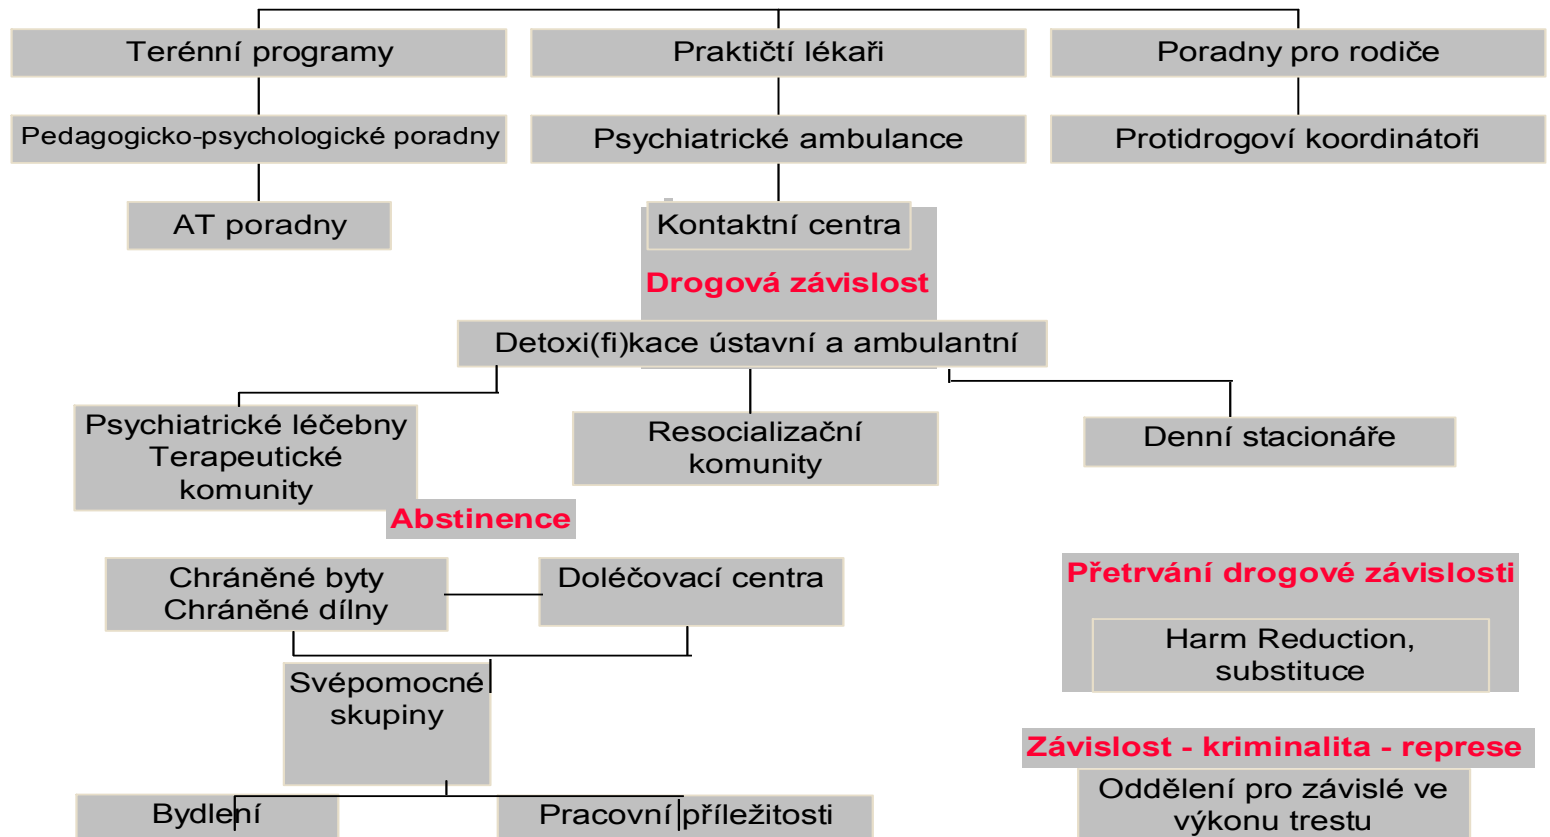 Terénní programy
Praktičtí lékaři
Poradny pro rodiče
Pedagogicko-psychologické poradny
Psychiatrické ambulance
Protidrogoví koordinátoři
AT poradny
Kontaktní centra
Drogová závislost
Detoxi(fi)kace ústavní a ambulantní
Psychiatrické léčebny
Terapeutické
komunity
Resocializační
komunity
Denní stacionáře
Abstinence
Chráněné byty
Chráněné dílny
Doléčovací centra
Přetrvání drogové závislosti
Harm Reduction,
substituce
Svépomocné
skupiny
Závislost - kriminalita - represe
Oddělení pro závislé ve
výkonu trestu
Bydlení
Pracovní příležitosti